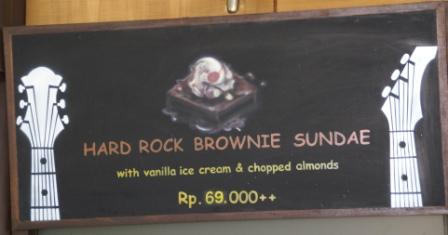 HARD ROCK BROWNIE SUNDAE
with vanilla ice cream & chopped almonds
Rp. 69.000++